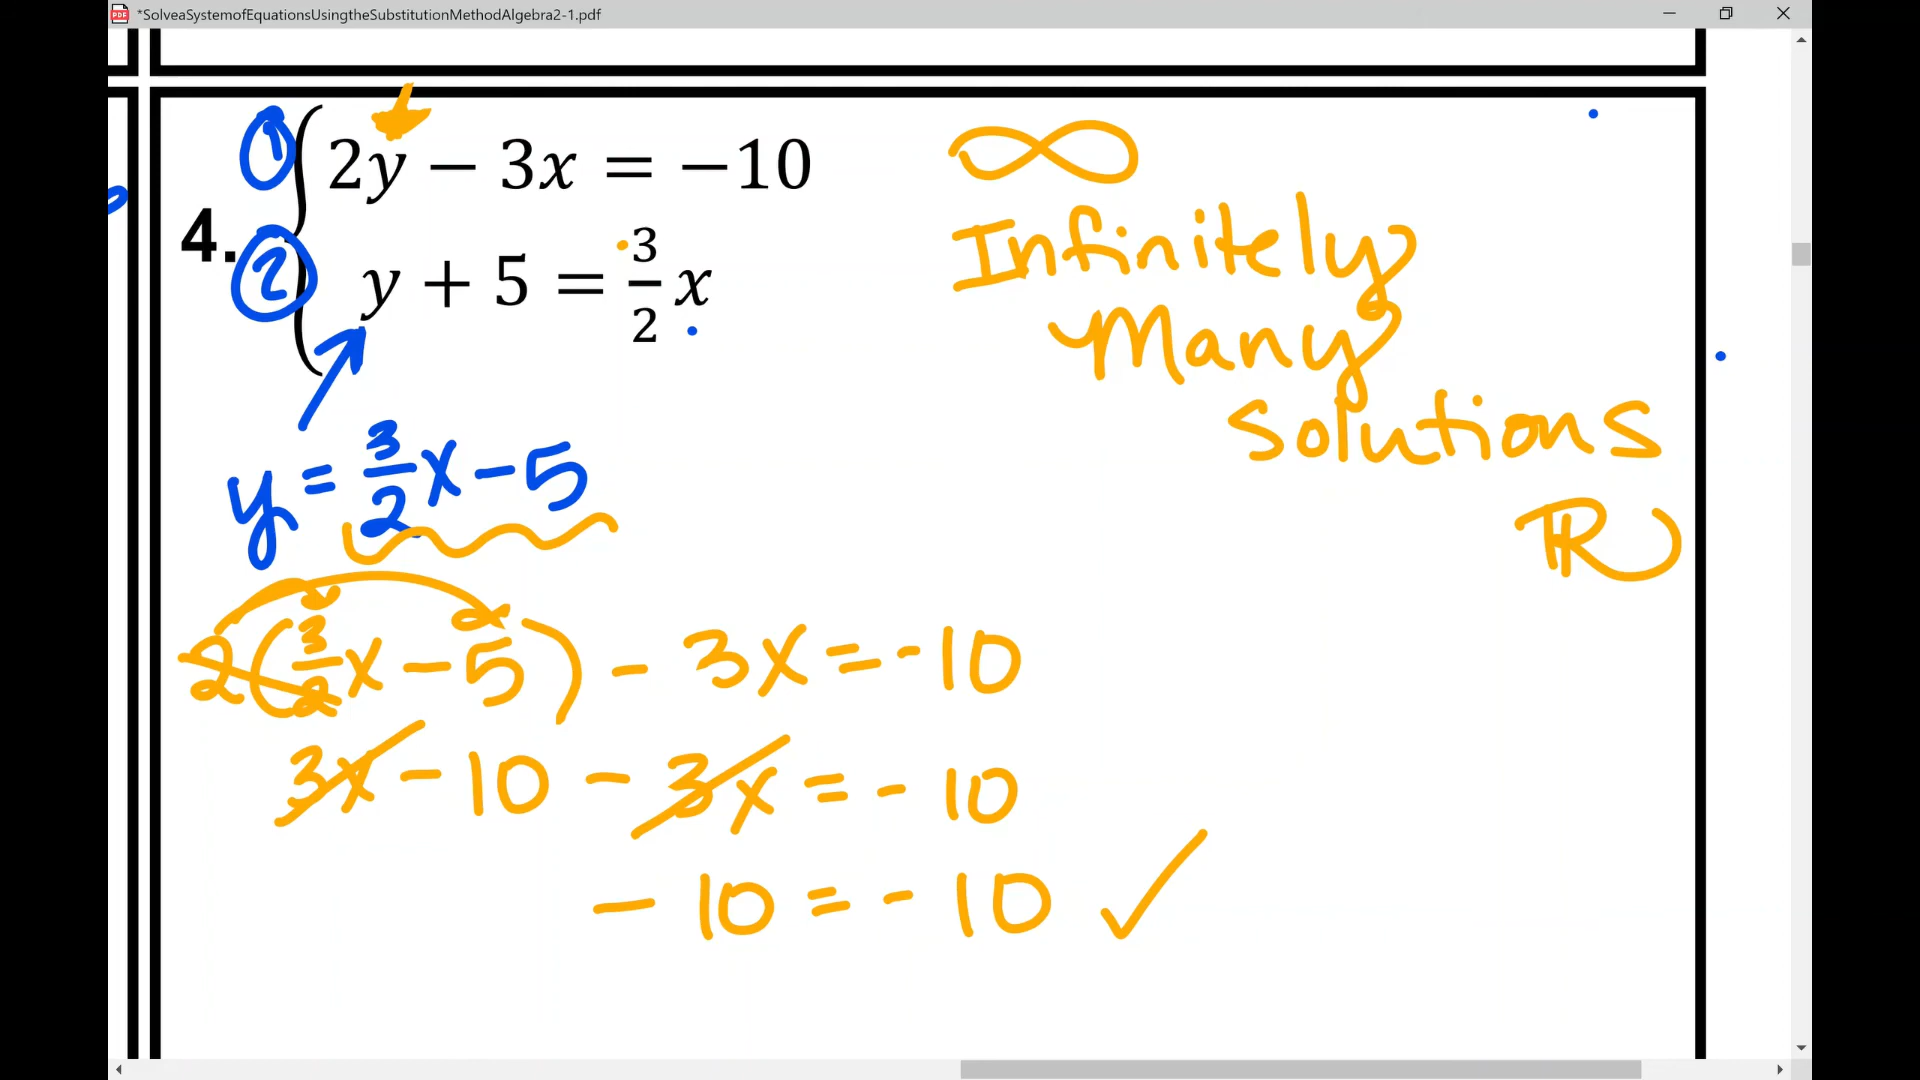 *SolveaSystemofEquationsUsingtheSubstitutionMethodAlgebra2-1.pdf
4.
① 2y − 3x = −10
② y + 5 = 3/2 x
y = 3/2 x − 5
2(3/2 x − 5) − 3x = −10
3x − 10 − 3x = −10
−10 = −10 ✓
∞
Infinitely
Many
Solutions
ℝ